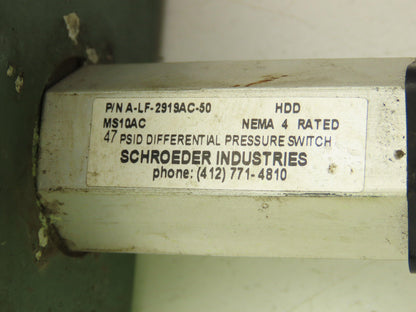 P/N A-LF-2919AC-50 HDD
MS10AC NEMA 4 RATED
47 PSID DIFFERENTIAL PRESSURE SWITCH
SCHROEDER INDUSTRIES
phone: (412) 771-4810